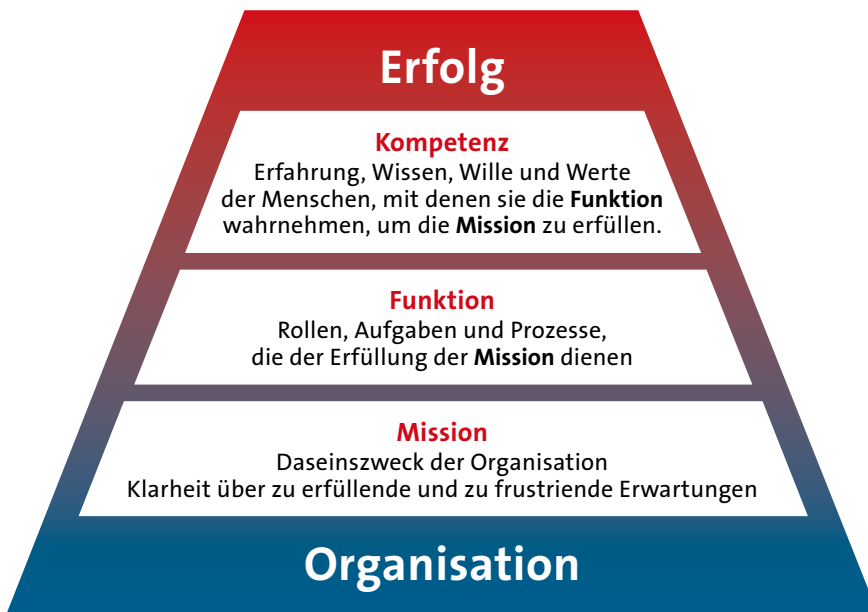 Erfolg
Kompetenz
Erfahrung, Wissen, Wille und Werte
der Menschen, mit denen sie die Funktion
wahrnehmen, um die Mission zu erfüllen.
Funktion
Rollen, Aufgaben und Prozesse,
die der Erfüllung der Mission dienen
Mission
Daseinszweck der Organisation
Klarheit über zu erfüllende und zu frustriende Erwartungen
Organisation